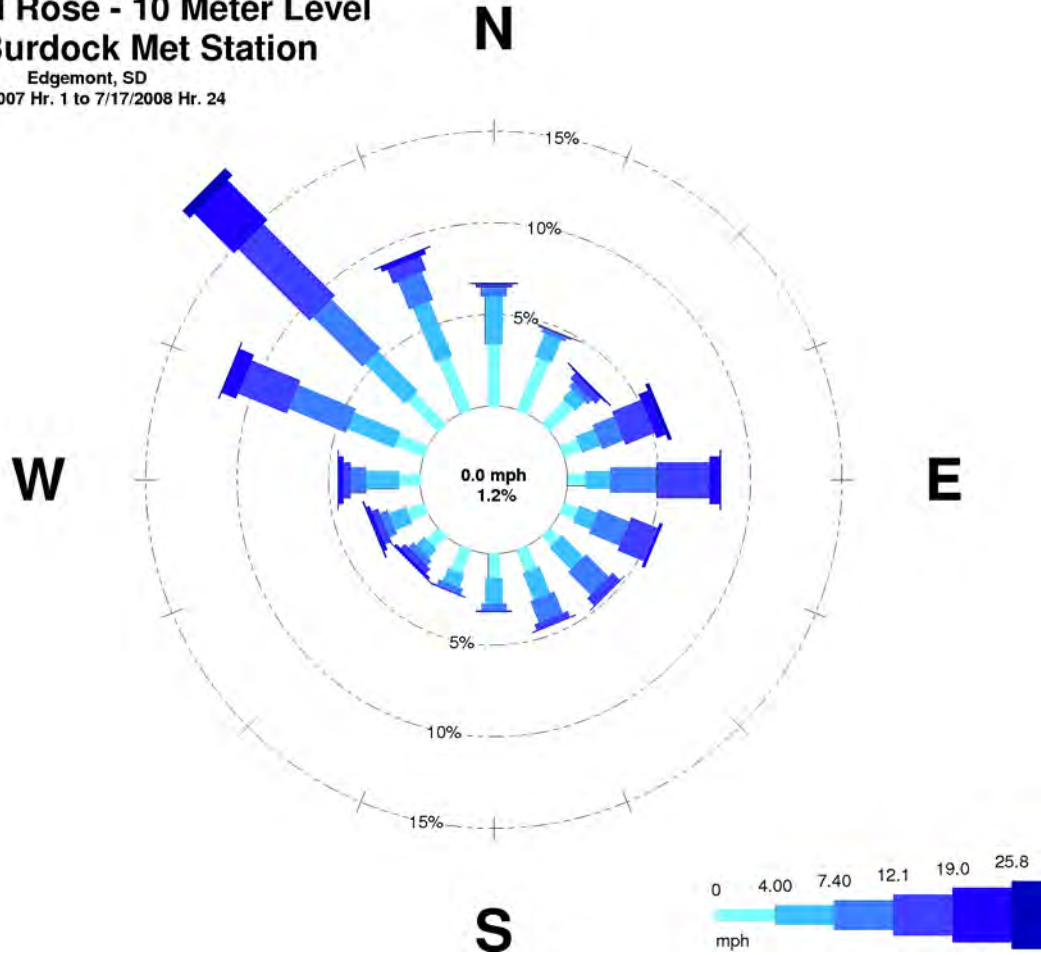 Rose - 10 Meter Level
Burdock Met Station
Edgemont, SD
007 Hr. 1 to 7/17/2008 Hr. 24
N
15%
10%
5%
W
0.0 mph
1.2%
E
5%
10%
15%
S
0 4.00 7.40 12.1 19.0 25.8
mph